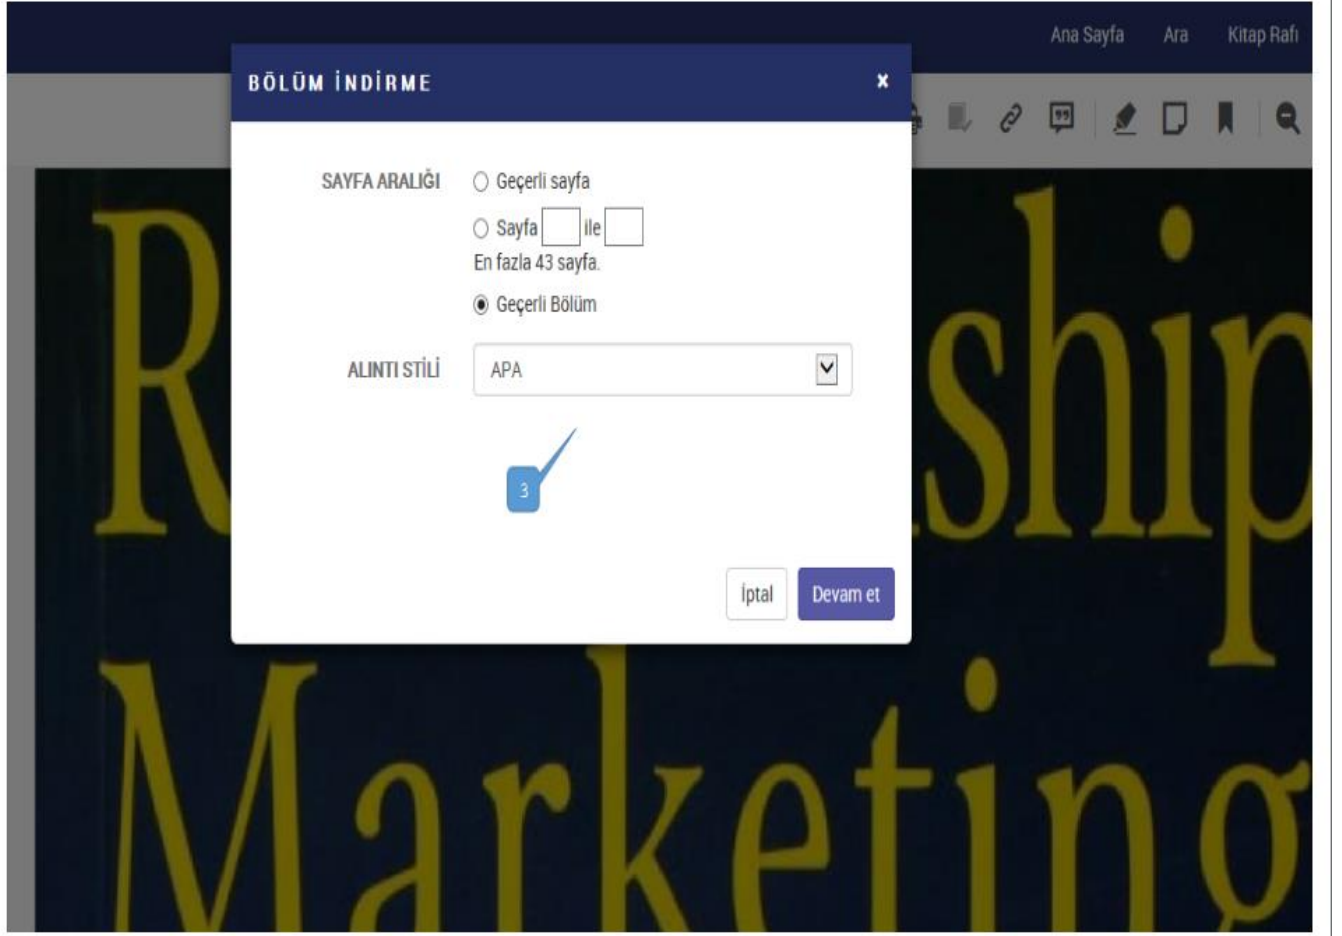 Ana Sayfa Ara Kitap Rafı
BÖLÜM İNDİRME ×
SAYFA ARALIĞI Geçerli sayfa
Sayfa ile
En fazla 43 sayfa.
Geçerli Bölüm
ALINTI STİLİ APA
3
İptal Devam et
R ship
Marketing